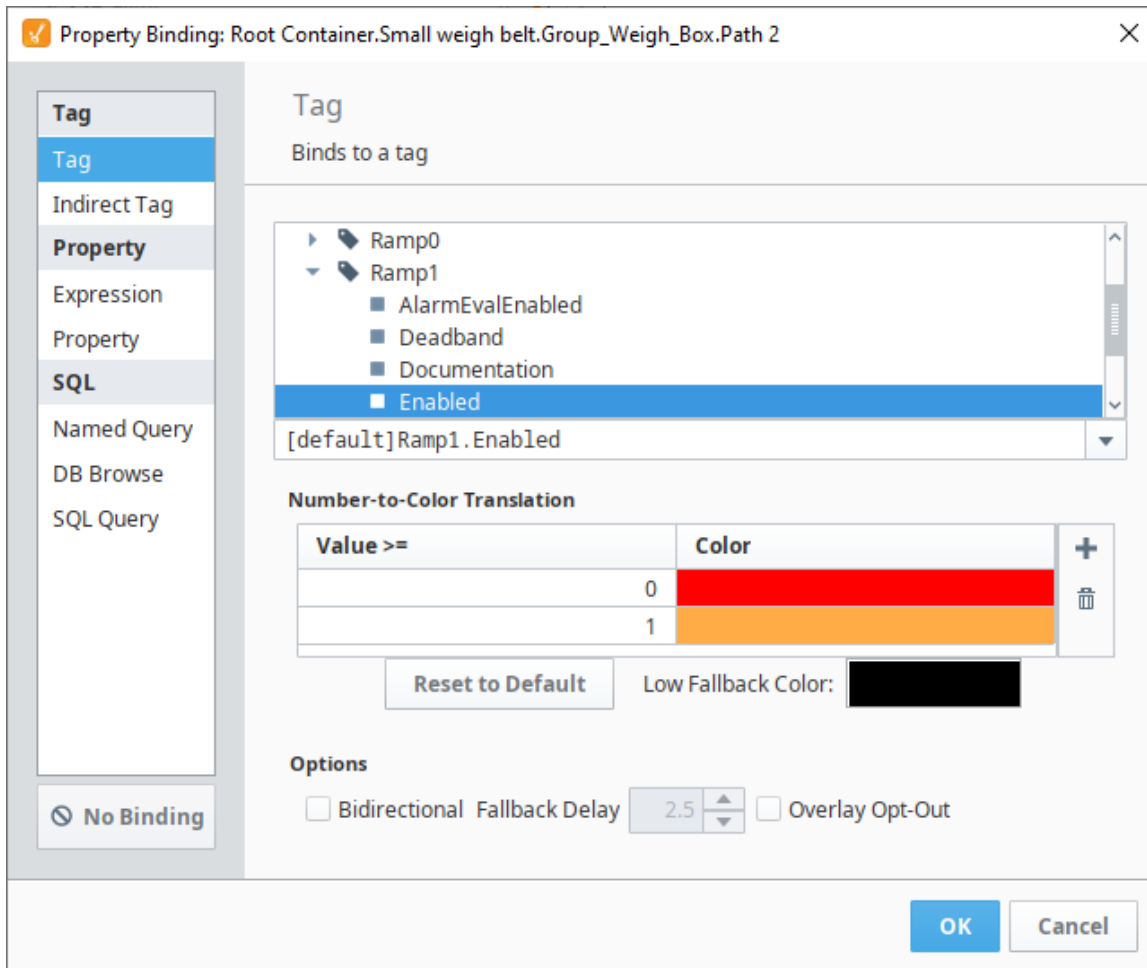 Property Binding: Root Container.Small weigh belt.Group_Weigh_Box.Path 2
Tag
Tag
Indirect Tag
Property
Expression
Property
SQL
Named Query
DB Browse
SQL Query
No Binding
Tag
Binds to a tag
Ramp0
Ramp1
AlarmEvalEnabled
Deadband
Documentation
Enabled
[default]Ramp1.Enabled
Number-to-Color Translation
Value >= Color
0
1
Reset to Default Low Fallback Color:
Options
Bidirectional Fallback Delay 2.5 Overlay Opt-Out
OK Cancel